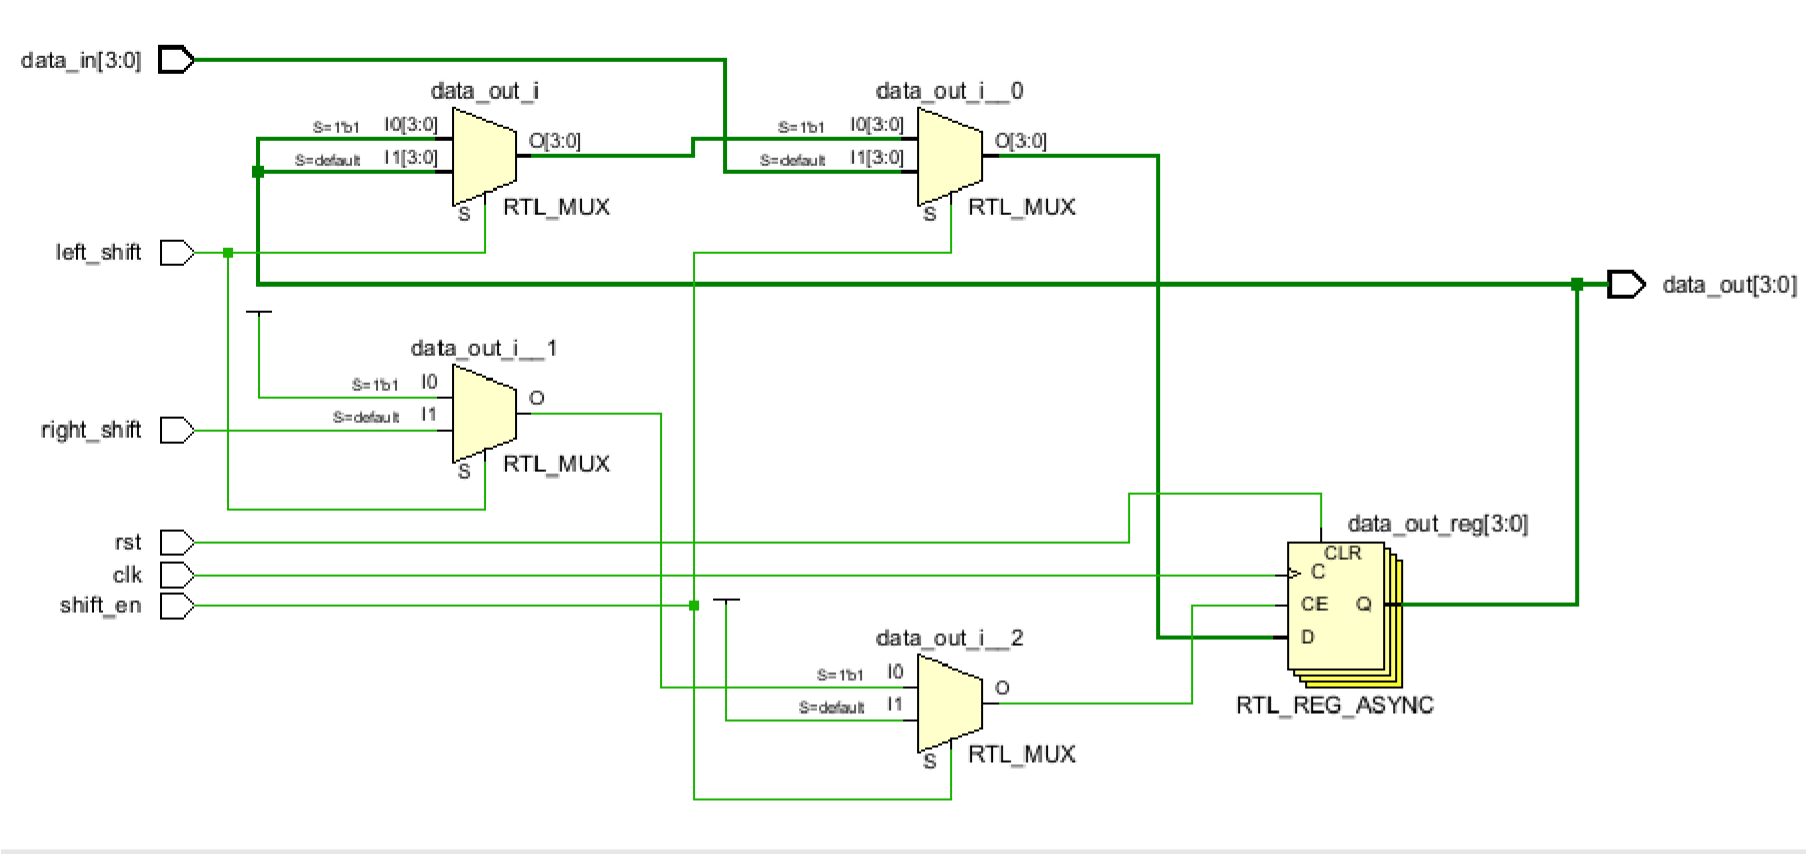 data_in[3:0]
data_out_i
data_out_i__0
S=1'b1 I0[3:0]
S=default I1[3:0]
O[3:0]
S
RTL_MUX
S=1'b1 I0[3:0]
S=default I1[3:0]
O[3:0]
S
RTL_MUX
left_shift
data_out[3:0]
data_out_i__1
S=1'b1 I0
S=default I1
O
S
RTL_MUX
right_shift
rst
clk
shift_en
data_out_reg[3:0]
CLR
C
CE Q
D
RTL_REG_ASYNC
data_out_i__2
S=1'b1 I0
S=default I1
O
S
RTL_MUX